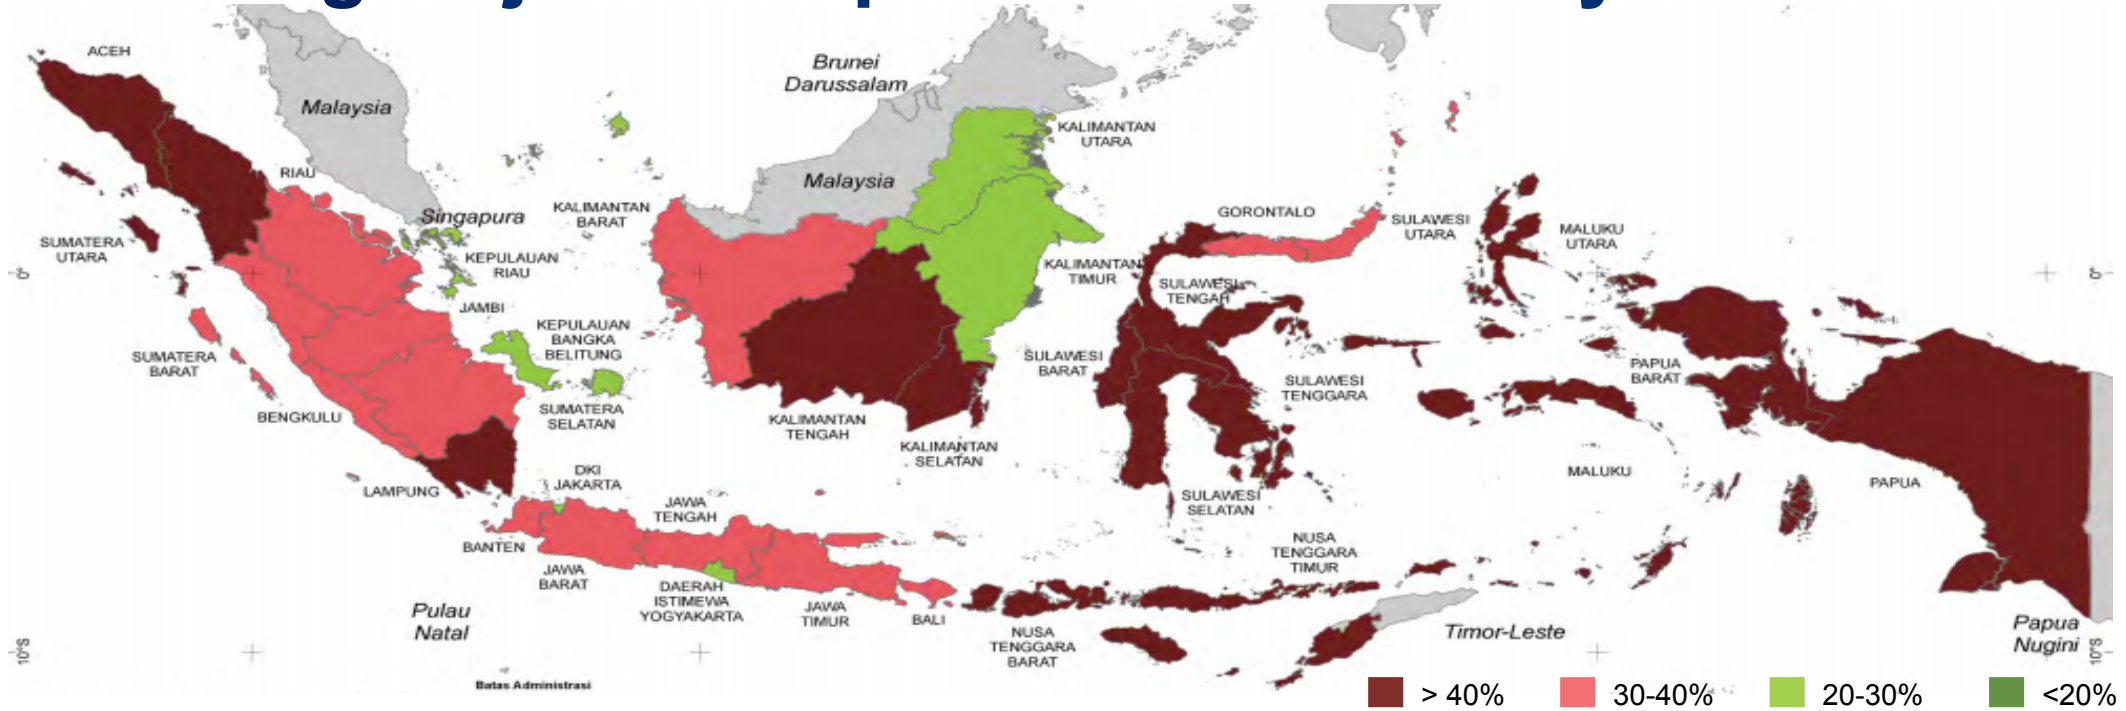 ACEH
Malaysia
Brunei
Darussalam
KALIMANTAN
UTARA
RIAU
Malaysia
KALIMANTAN
BARAT
Singapura
GORONTALO
SULAWESI
UTARA
MALUKU
UTARA
SUMATERA
UTARA
KEPULAUAN
RIAU
KALIMANTAN
TIMUR
0°
0°
SULAWESI
TENGAH
JAMBI
KEPULAUAN
BANGKA
BELITUNG
SUMATERA
BARAT
SULAWESI
BARAT
PAPUA
BARAT
SULAWESI
TENGGARA
BENGKULU
SUMATERA
SELATAN
KALIMANTAN
TENGAH
KALIMANTAN
SELATAN
DKI
JAKARTA
LAMPUNG
MALUKU
PAPUA
JAWA
TENGAH
SULAWESI
SELATAN
BANTEN
NUSA
TENGGARA
TIMUR
JAWA
BARAT
DAERAH
ISTIMEWA
YOGYAKARTA
JAWA
TIMUR
BALI
Pulau
Natal
NUSA
TENGGARA
BARAT
Timor-Leste
Papua
Nugini
10°S
10°S
Batas Administrasi
> 40%
30-40%
20-30%
<20%